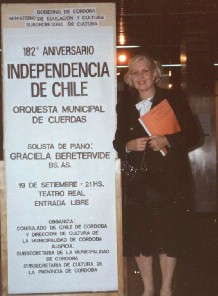 GOBIERNO DE CORDOBA
MINISTERIO DE EDUCACION Y CULTURA
SUBSECRETARIA DE CULTURA
182° ANIVERSARIO
INDEPENDENCIA
DE CHILE
ORQUESTA MUNICIPAL
DE CUERDAS
SOLISTA DE PIANO:
GRACIELA BERETERVIDE
BS. AS.
19 DE SETIEMBRE - 21 HS.
TEATRO REAL
ENTRADA LIBRE
ORGANIZA:
CONSULADO DE CHILE DE CORDOBA
Y DIRECCION DE CULTURA DE
LA MUNICIPALIDAD DE CORDOBA
AUSPICIA:
SUBSECRETARIA DE LA MUNICIPALIDAD
DE CORDOBA
SUBSECRETARIA DE CULTURA DE
LA PROVINCIA DE CORDOBA